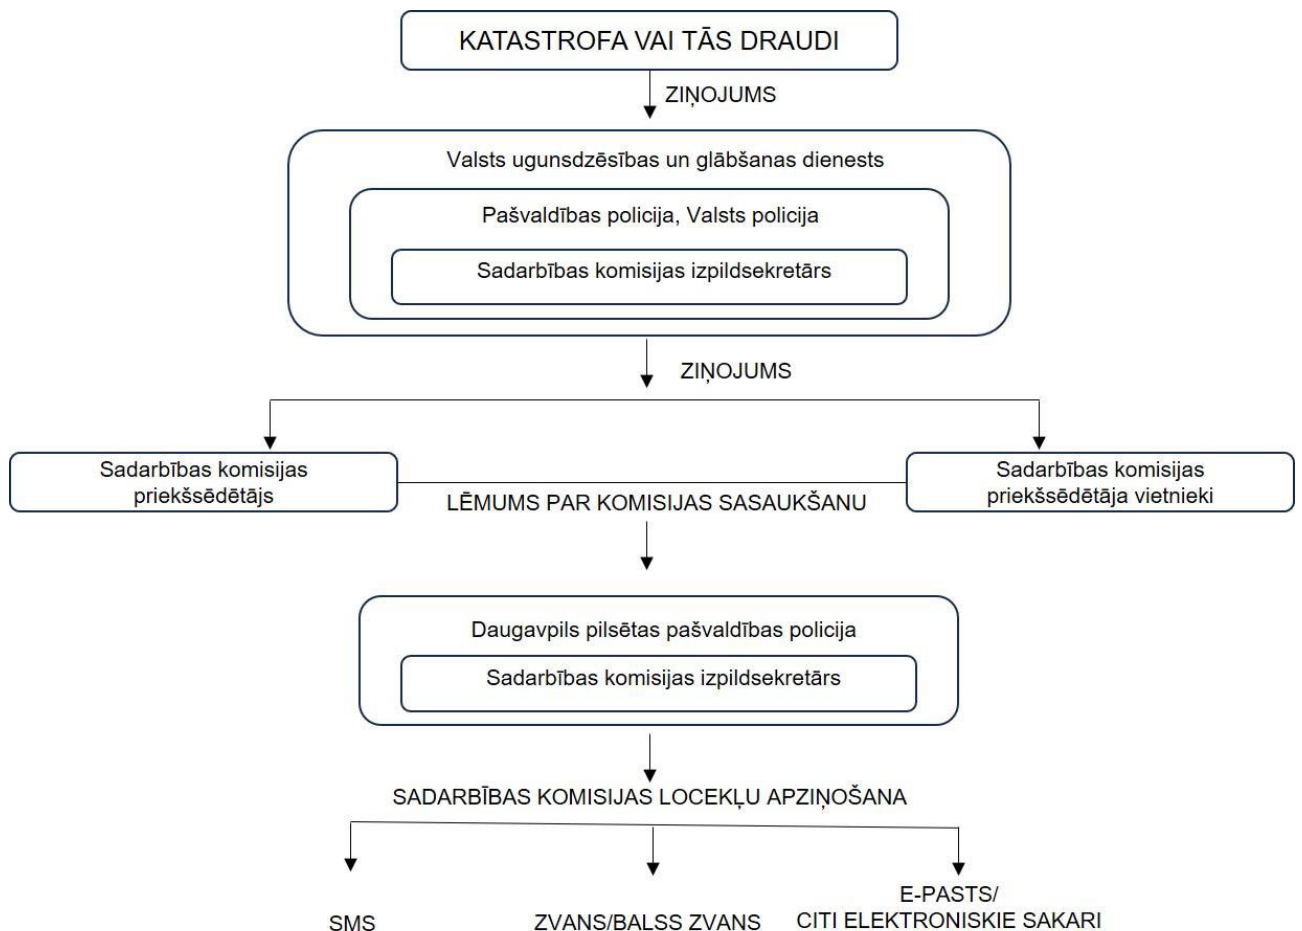 KATASTROFA VAI TĀS DRAUDI
ZIŅOJUMS
Valsts ugunsdzēsības un glābšanas dienests
Pašvaldības policija, Valsts policija
Sadarbības komisijas izpildsekretārs
ZIŅOJUMS
Sadarbības komisijas
priekšsēdētājs
Sadarbības komisijas
priekšsēdētāja vietnieki
LĒMUMS PAR KOMISIJAS SASAUKŠANU
Daugavpils pilsētas pašvaldības policija
Sadarbības komisijas izpildsekretārs
SADARBĪBAS KOMISIJAS LOCEKĻU APZIŅOŠANA
SMS
ZVANS/BALSS ZVANS
E-PASTS/
CITI ELEKTRONISKIE SAKARI